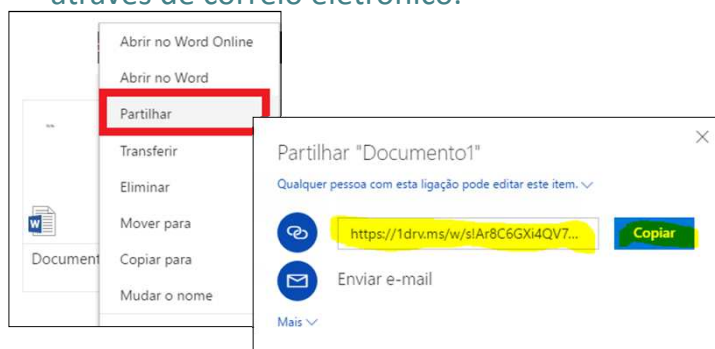 através de correio eletrónico.
Abrir no Word Online
Abrir no Word
Partilhar
Transferir
Eliminar
Mover para
Copiar para
Mudar o nome
Document
Partilhar "Documento1"
Qualquer pessoa com esta ligação pode editar este item.
https://1drv.ms/w/s!Ar8C6GXi4QV7...
Copiar
Enviar e-mail
Mais